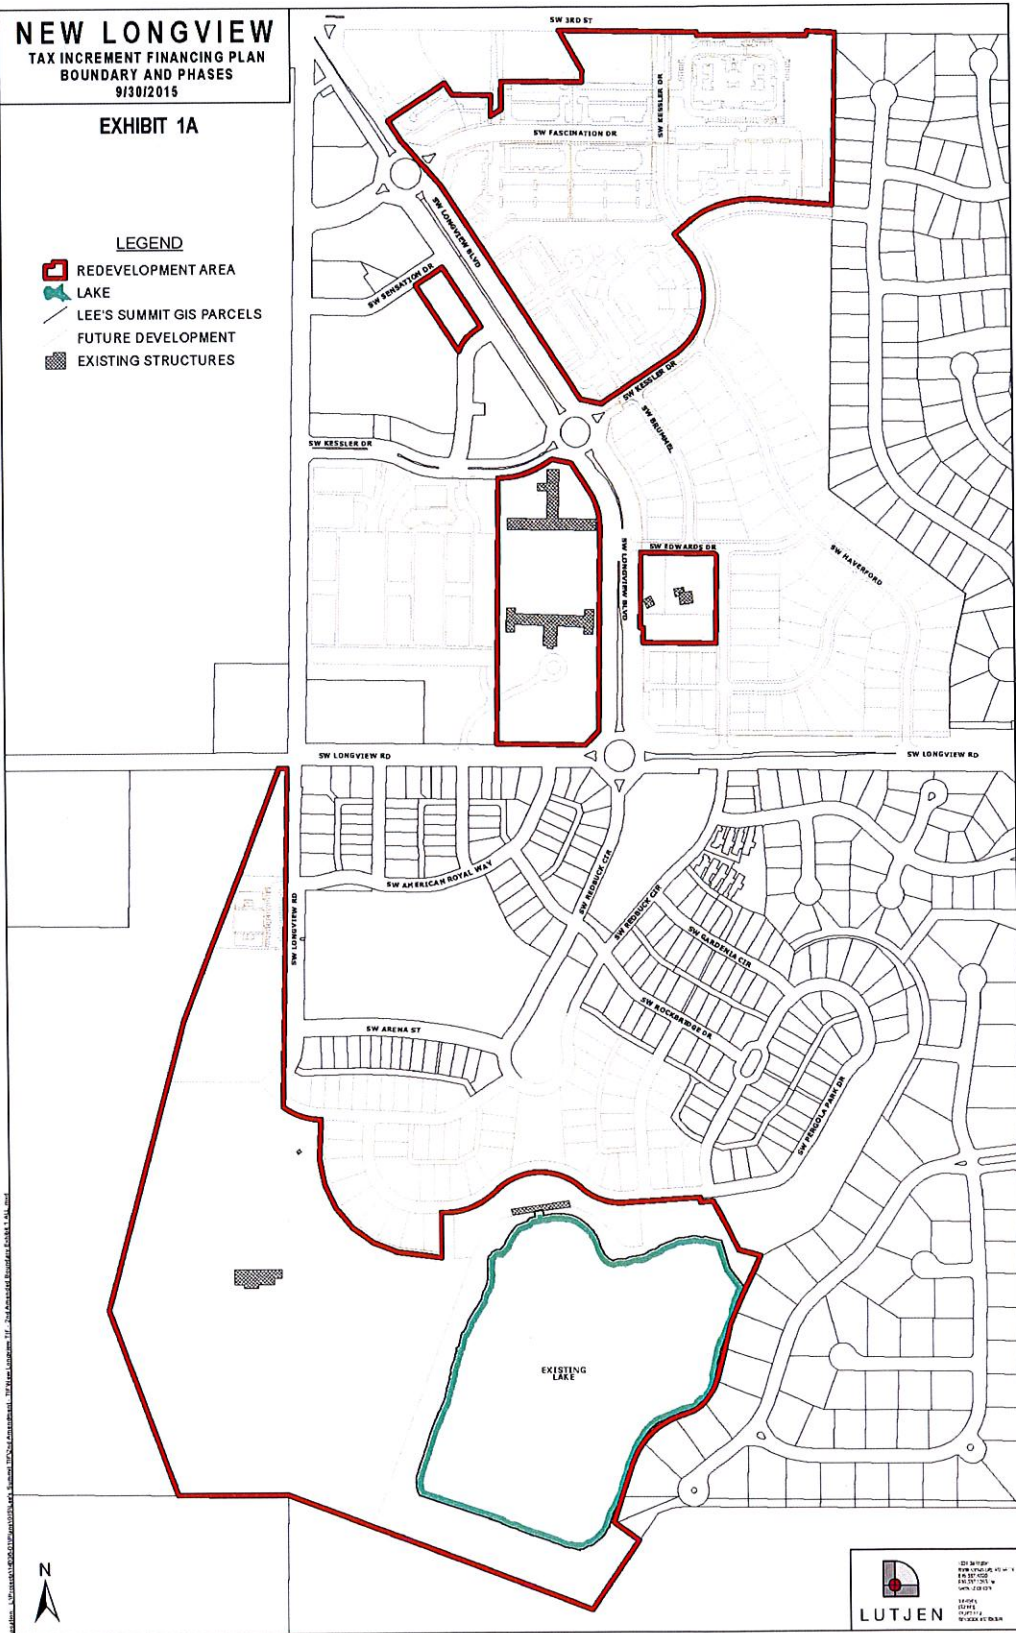 NEW LONGVIEW
TAX INCREMENT FINANCING PLAN
BOUNDARY AND PHASES
9/30/2015
EXHIBIT 1A
LEGEND
REDEVELOPMENT AREA
LAKE
LEE'S SUMMIT GIS PARCELS
FUTURE DEVELOPMENT
EXISTING STRUCTURES
SW 3RD ST
SW KESSLER DR
SW FASCINATION DR
SW LONGVIEW BLVD
SW SENSATION DR
SW KESSLER DR
SW BRUMMEL
SW KESSLER DR
SW EDWARDS DR
SW HAVERFORD
SW LONGVIEW BLVD
SW LONGVIEW RD
SW LONGVIEW RD
SW AMERICAN ROYAL WAY
SW REDBUCK CIR
SW REDBUCK CIR
SW LONGVIEW RD
SW GARDENIA CIR
SW ROCKBRIDGE DR
SW ARENA ST
SW PERGOLA PARK DR
EXISTING
LAKE
N
LUTJEN